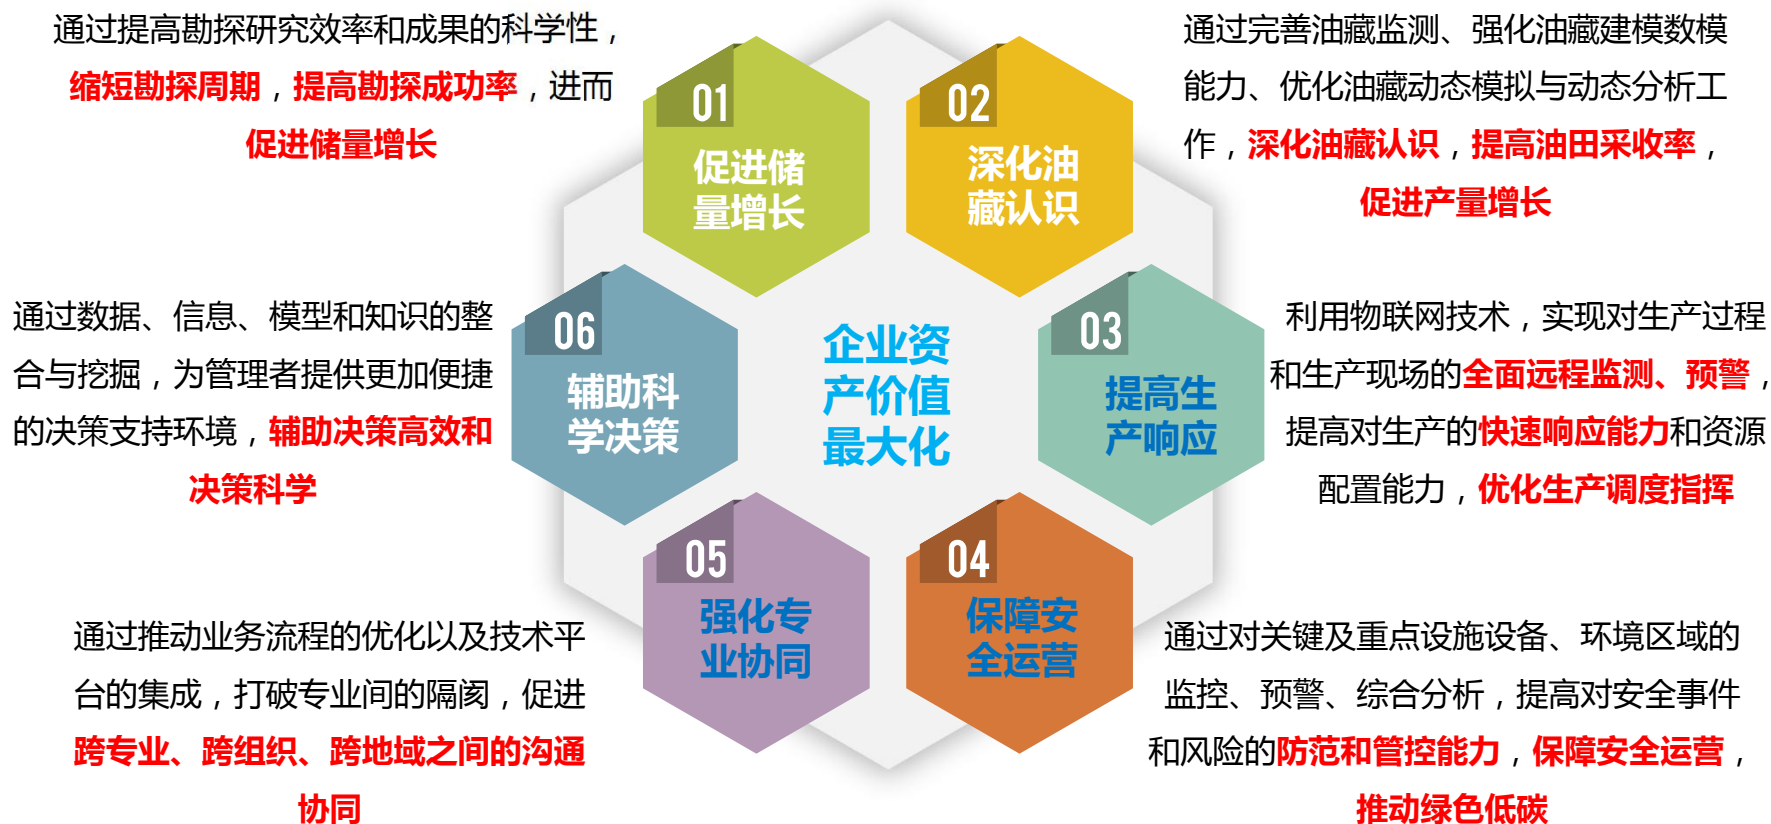 通过提高勘探研究效率和成果的科学性，
缩短勘探周期，提高勘探成功率，进而
促进储量增长
01
促进储
量增长
02
深化油
藏认识
通过完善油藏监测、强化油藏建模数模
能力、优化油藏动态模拟与动态分析工
作，深化油藏认识，提高油田采收率，
促进产量增长
通过数据、信息、模型和知识的整
合与挖掘，为管理者提供更加便捷
的决策支持环境，辅助决策高效和
决策科学
06
辅助科
学决策
企业资
产价值
最大化
03
提高生
产响应
利用物联网技术，实现对生产过程
和生产现场的全面远程监测、预警，
提高对生产的快速响应能力和资源
配置能力，优化生产调度指挥
通过推动业务流程的优化以及技术平
台的集成，打破专业间的隔阂，促进
跨专业、跨组织、跨地域之间的沟通
协同
05
强化专
业协同
04
保障安
全运营
通过对关键及重点设施设备、环境区域的
监控、预警、综合分析，提高对安全事件
和风险的防范和管控能力，保障安全运营，
推动绿色低碳